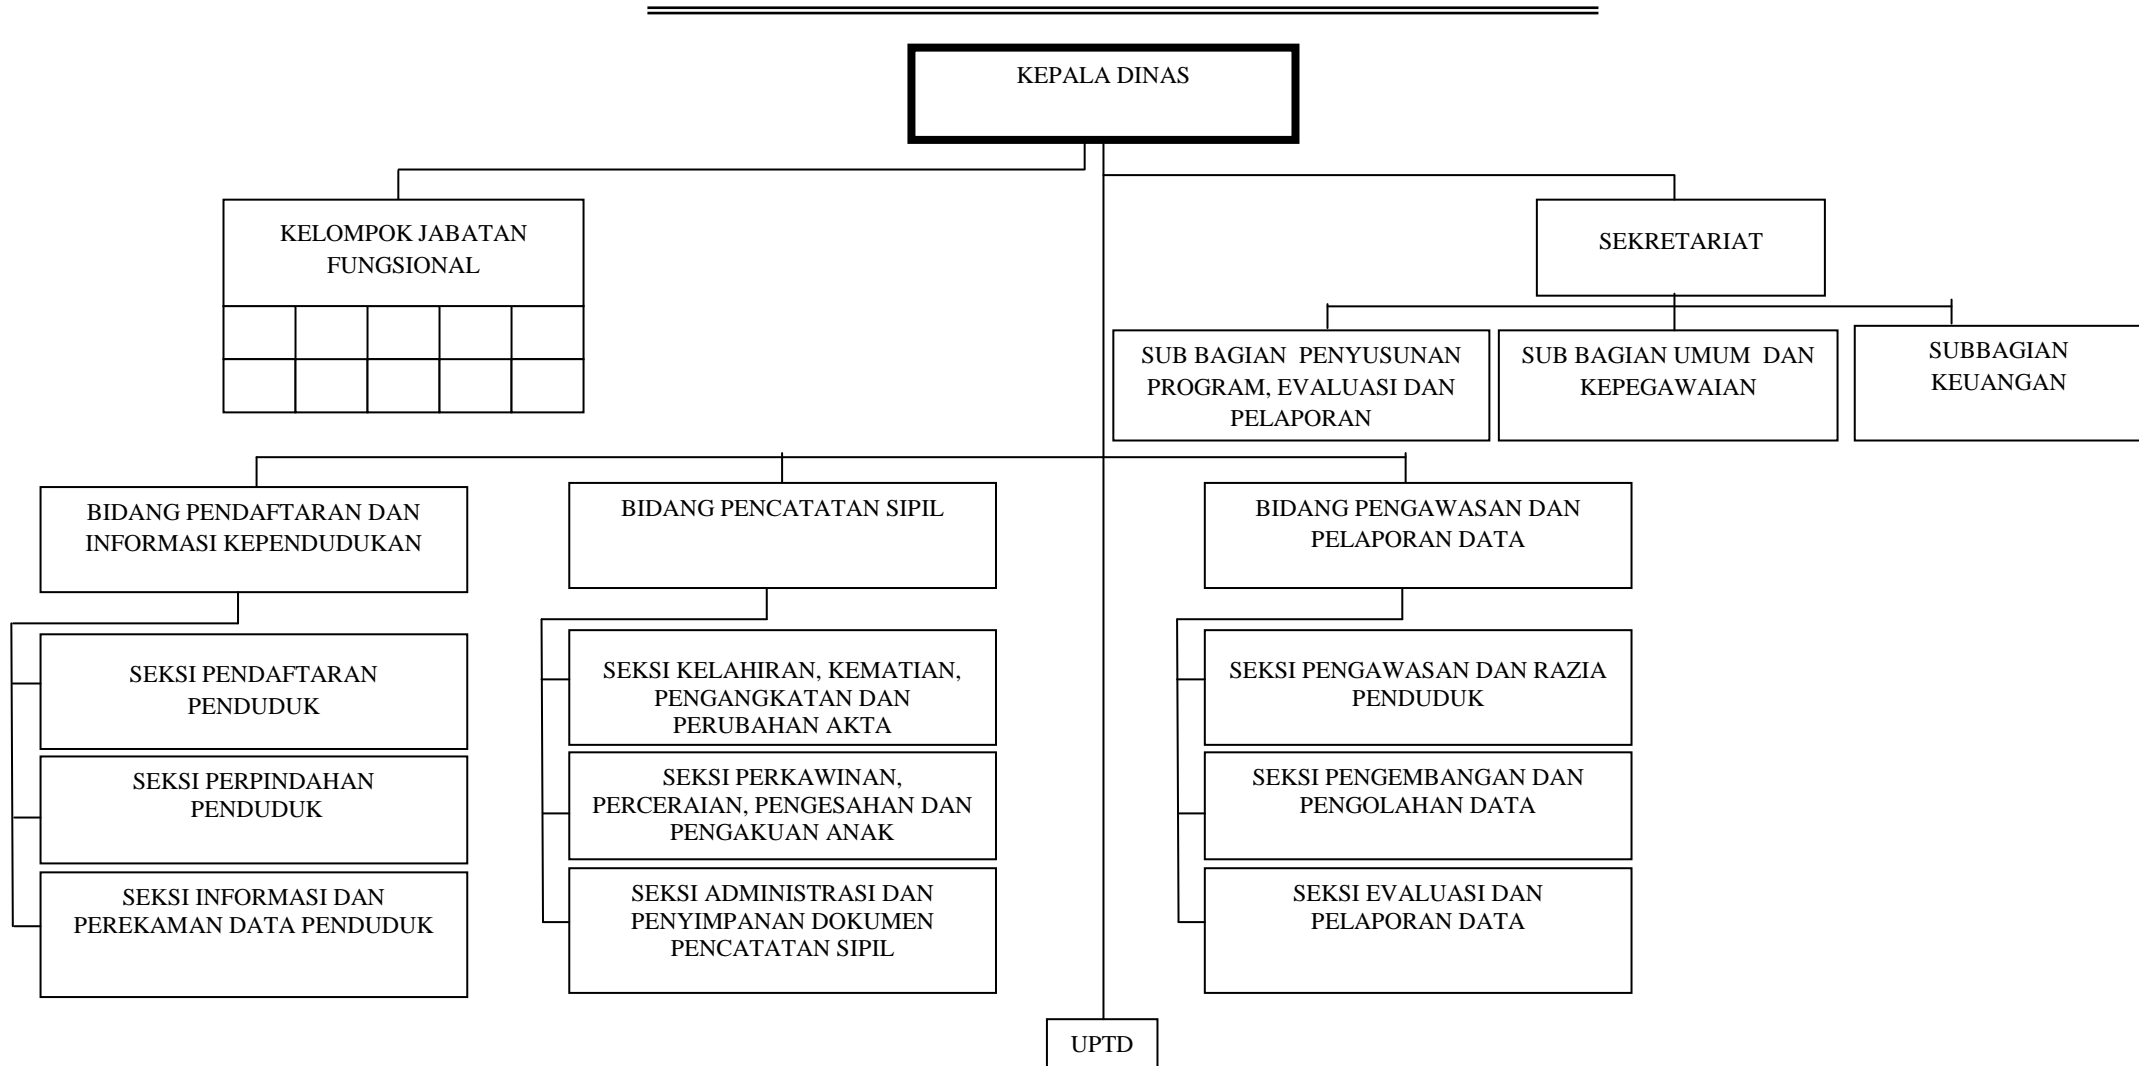 KEPALA DINAS
KELOMPOK JABATAN
FUNGSIONAL
SEKRETARIAT
SUB BAGIAN PENYUSUNAN
PROGRAM, EVALUASI DAN
PELAPORAN
SUB BAGIAN UMUM DAN
KEPEGAWAIAN
SUBBAGIAN
KEUANGAN
BIDANG PENDAFTARAN DAN
INFORMASI KEPENDUDUKAN
BIDANG PENCATATAN SIPIL
BIDANG PENGAWASAN DAN
PELAPORAN DATA
SEKSI PENDAFTARAN
PENDUDUK
SEKSI PERPINDAHAN
PENDUDUK
SEKSI INFORMASI DAN
PEREKAMAN DATA PENDUDUK
SEKSI KELAHIRAN, KEMATIAN,
PENGANGKATAN DAN
PERUBAHAN AKTA
SEKSI PERKAWINAN,
PERCERAIAN, PENGESAHAN DAN
PENGAKUAN ANAK
SEKSI ADMINISTRASI DAN
PENYIMPANAN DOKUMEN
PENCATATAN SIPIL
SEKSI PENGAWASAN DAN RAZIA
PENDUDUK
SEKSI PENGEMBANGAN DAN
PENGOLAHAN DATA
SEKSI EVALUASI DAN
PELAPORAN DATA
UPTD